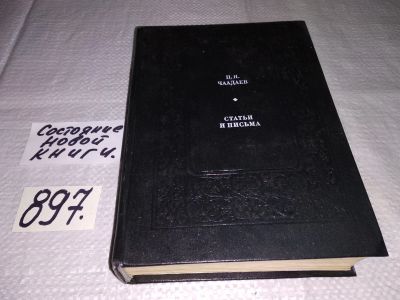 П. Я.
ЧААДАЕВ
СТАТЬИ
И ПИСЬМА
Состояние
новой
книги.
897.